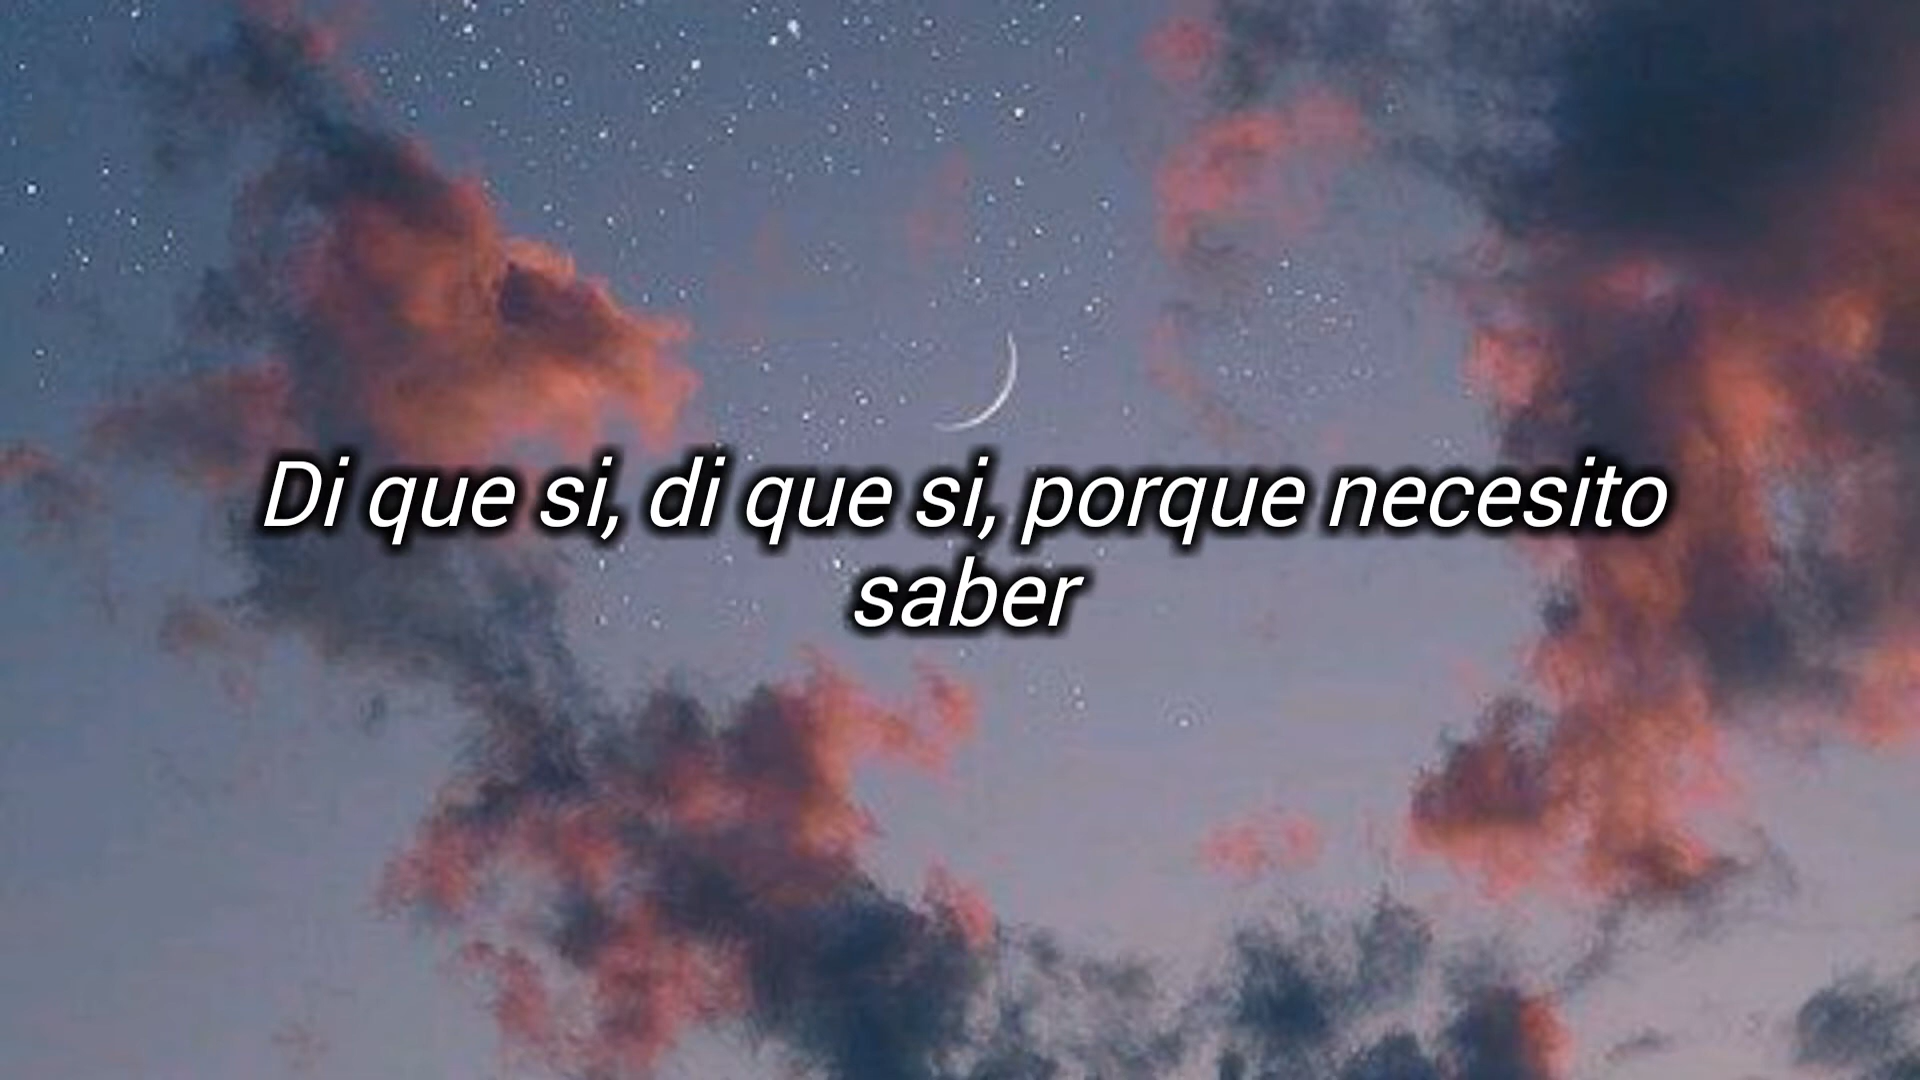 Di que si, di que si, porque necesito
saber